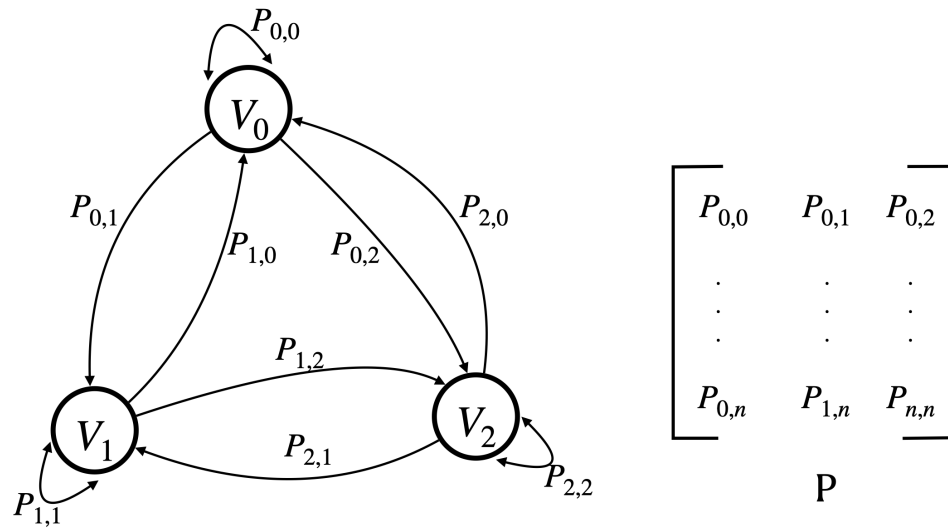 P0,0
V0
P0,1
P1,0
P0,2
P2,0
P1,2
V1
V2
P2,1
P1,1
P2,2
P0,0 P0,1 P0,2
. . .
. . .
. . .
P0,n P1,n Pn,n
P